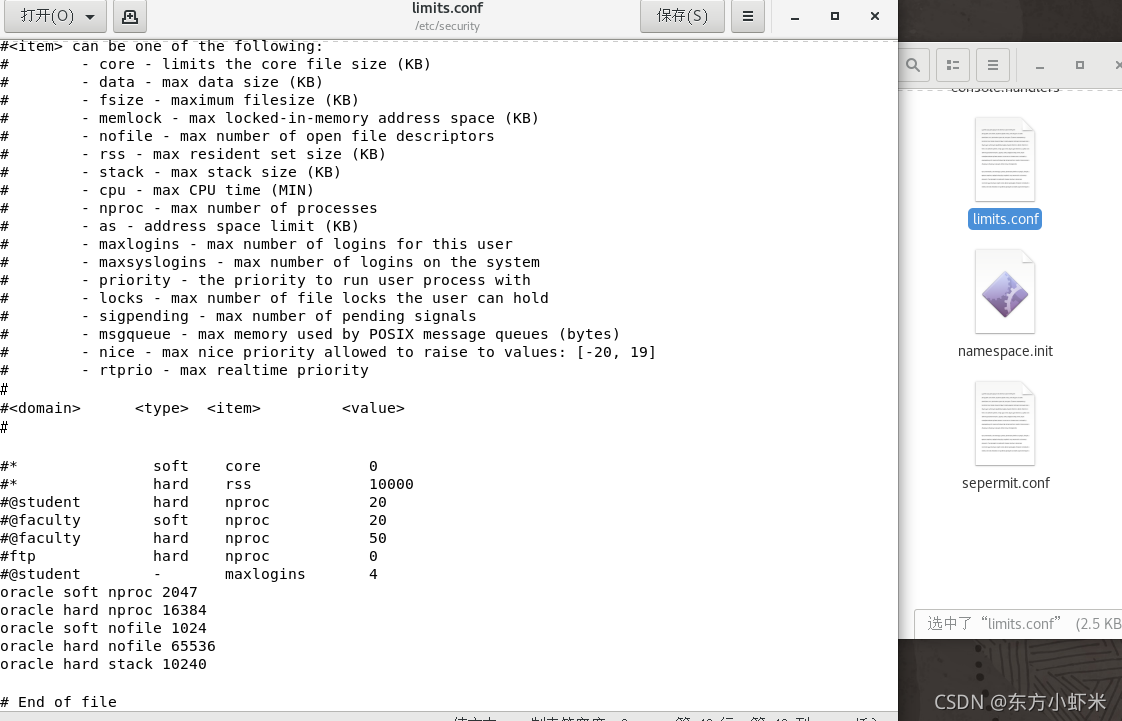 打开(O)
limits.conf
/etc/security
保存(S)
#<item> can be one of the following:
#        - core - limits the core file size (KB)
#        - data - max data size (KB)
#        - fsize - maximum filesize (KB)
#        - memlock - max locked-in-memory address space (KB)
#        - nofile - max number of open file descriptors
#        - rss - max resident set size (KB)
#        - stack - max stack size (KB)
#        - cpu - max CPU time (MIN)
#        - nproc - max number of processes
#        - as - address space limit (KB)
#        - maxlogins - max number of logins for this user
#        - maxsyslogins - max number of logins on the system
#        - priority - the priority to run user process with
#        - locks - max number of file locks the user can hold
#        - sigpending - max number of pending signals
#        - msgqueue - max memory used by POSIX message queues (bytes)
#        - nice - max nice priority allowed to raise to values: [-20, 19]
#        - rtprio - max realtime priority
#
#<domain>      <type>  <item>         <value>
#
#*               soft    core            0
#*               hard    rss             10000
#@student        hard    nproc           20
#@faculty        soft    nproc           20
#@faculty        hard    nproc           50
#ftp             hard    nproc           0
#@student        -       maxlogins       4
oracle soft nproc 2047
oracle hard nproc 16384
oracle soft nofile 1024
oracle hard nofile 65536
oracle hard stack 10240
# End of file
console.handlers
limits.conf
namespace.init
sepermit.conf
选中了“limits.conf” (2.5 KB
CSDN @东方小虾米